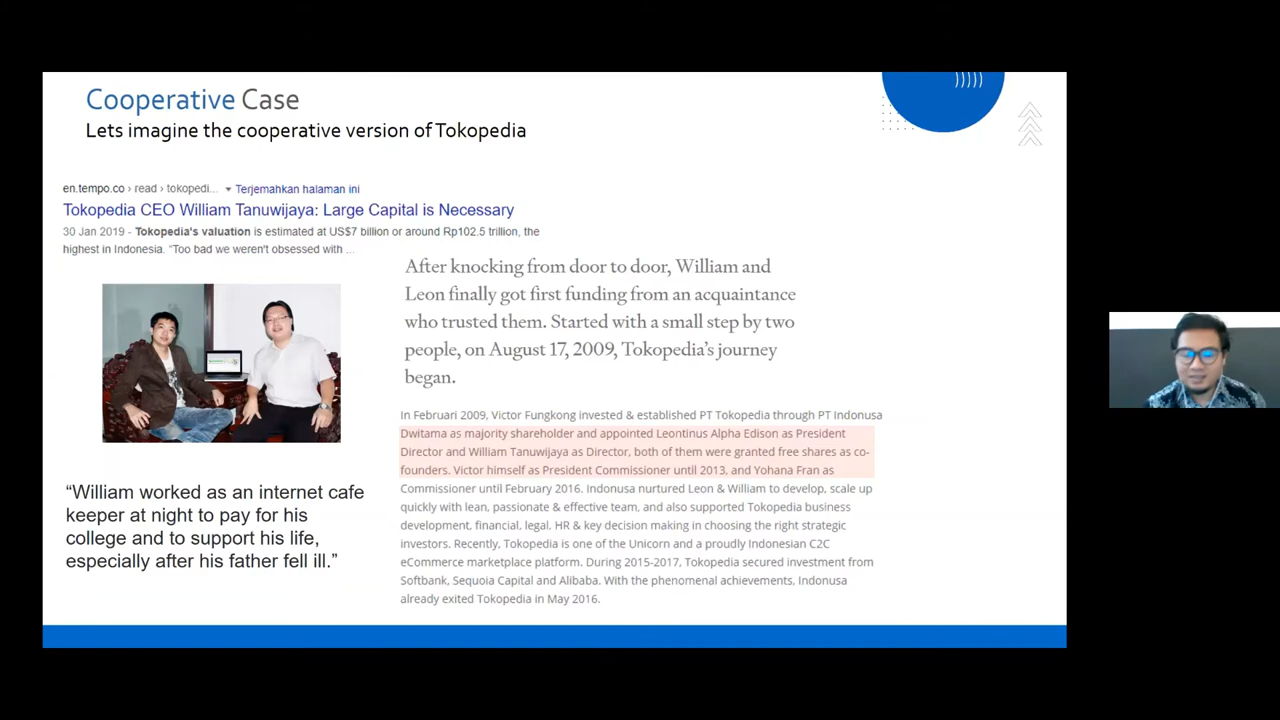 Cooperative Case
Lets imagine the cooperative version of Tokopedia
en.tempo.co › read › tokopedi... ▾ Terjemahkan halaman ini
Tokopedia CEO William Tanuwijaya: Large Capital is Necessary
30 Jan 2019 - Tokopedia's valuation is estimated at US$7 billion or around Rp102.5 trillion, the
highest in Indonesia. "Too bad we weren't obsessed with ...
After knocking from door to door, William and
Leon finally got first funding from an acquaintance
who trusted them. Started with a small step by two
people, on August 17, 2009, Tokopedia's journey
began.
In Februari 2009, Victor Fungkong invested & established PT Tokopedia through PT Indonusa
Dwitama as majority shareholder and appointed Leontinus Alpha Edison as President
Director and William Tanuwijaya as Director, both of them were granted free shares as co-
founders. Victor himself as President Commissioner until 2013, and Yohana Fran as
Commissioner until February 2016. Indonusa nurtured Leon & William to develop, scale up
quickly with lean, passionate & effective team, and also supported Tokopedia business
development, financial, legal, HR & key decision making in choosing the right strategic
investors. Recently, Tokopedia is one of the Unicorn and a proudly Indonesian C2C
eCommerce marketplace platform. During 2015-2017, Tokopedia secured investment from
Softbank, Sequoia Capital and Alibaba. With the phenomenal achievements, Indonusa
already exited Tokopedia in May 2016.
“William worked as an internet cafe
keeper at night to pay for his
college and to support his life,
especially after his father fell ill.”